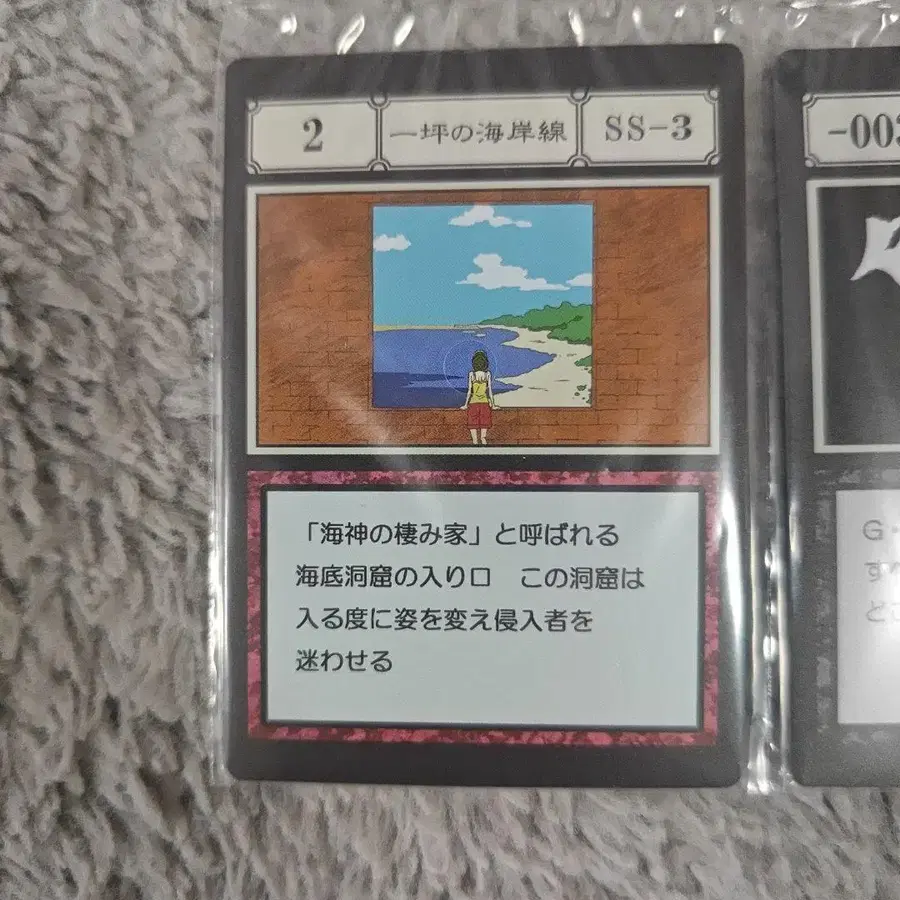 2
一坪の海岸線
SS-3
「海神の棲み家」と呼ばれる
海底洞窟の入り口　この洞窟は
入る度に姿を変え侵入者を
迷わせる
-003
G・